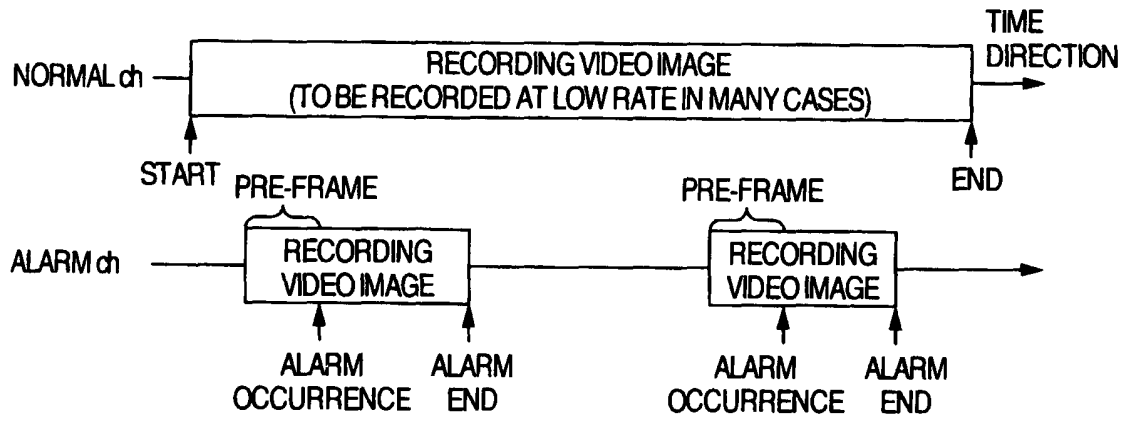 TIME
DIRECTION
NORMAL ch
RECORDING VIDEO IMAGE
(TO BE RECORDED AT LOW RATE IN MANY CASES)
START
END
PRE-FRAME
PRE-FRAME
ALARM ch
RECORDING
VIDEO IMAGE
RECORDING
VIDEO IMAGE
ALARM
OCCURRENCE
ALARM
END
ALARM
OCCURRENCE
ALARM
END